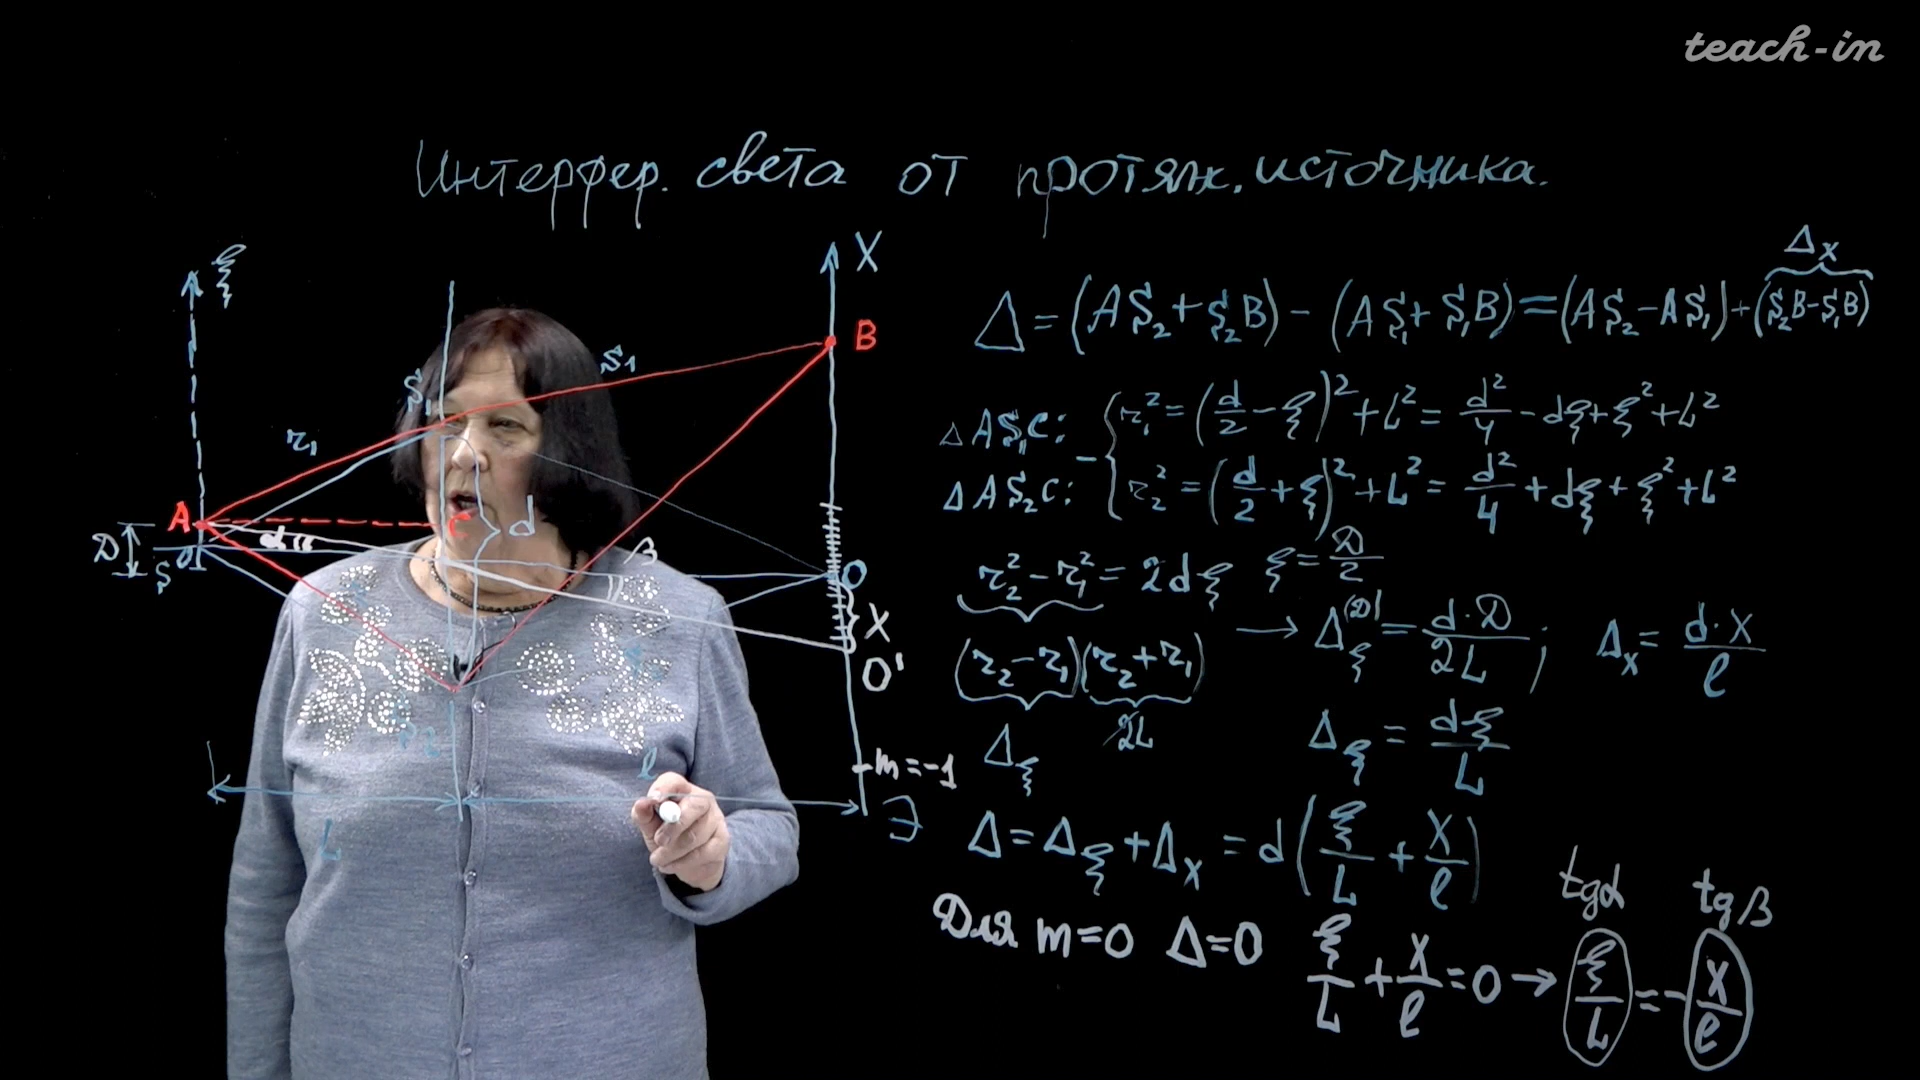 teach-in
Интерфер. света от протяж. источника.
ξ
X
B
S₁
S₁
r₁
A
C
d
α
β
D
S
O
O
X
O'
S₂
l
L
m=-1
Э
Δₓ
Δ = (AS₂+S₂B) - (AS₁+S₁B) = (AS₂-AS₁) + (S₂B-S₁B)
ΔAS₁C: r₁² = (d/2 - ξ)² + L² = d²/4 - dξ + ξ² + L²
ΔAS₂C: r₂² = (d/2 + ξ)² + L² = d²/4 + dξ + ξ² + L²
r₂² - r₁² = 2dξ ξ = D/2
(r₂-r₁)(r₂+r₁) → Δξ^(D) = d·D/2L ; Δₓ = d·X/l
Δξ 2L Δξ = dξ/L
Δ = Δξ + Δₓ = d(ξ/L + X/l)
tgα tgβ
Для m=0 Δ=0 ξ/L + X/l = 0 → ξ/L = -X/l